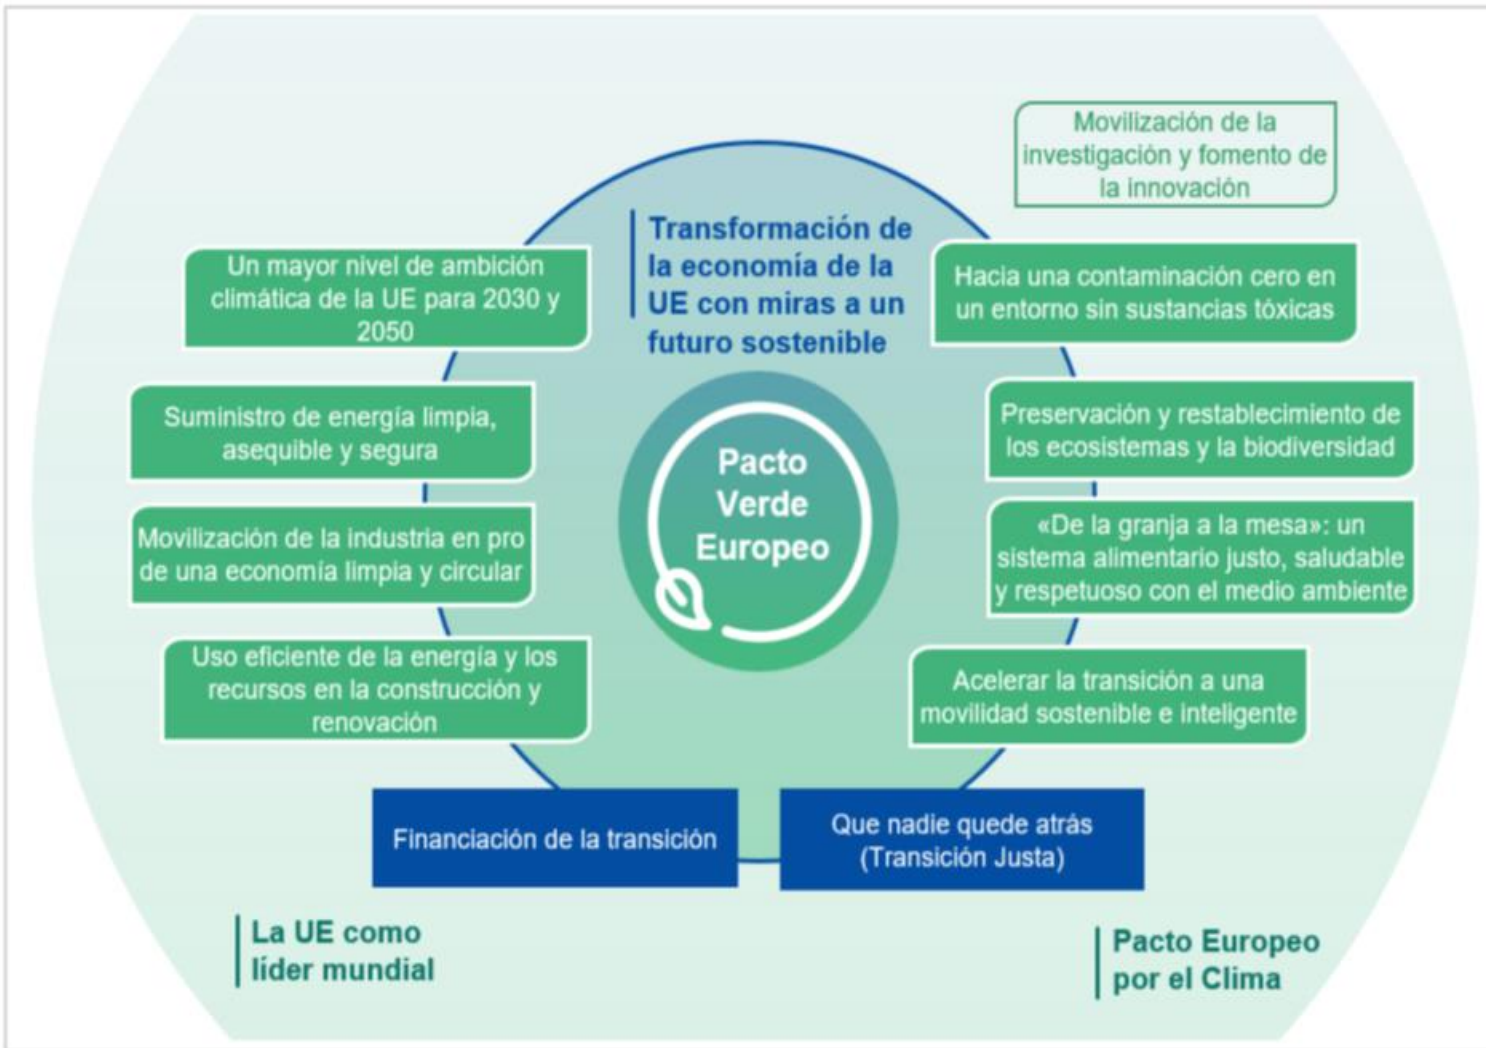 Movilización de la
investigación y fomento de
la innovación
Transformación de
la economía de la
UE con miras a un
futuro sostenible
Un mayor nivel de ambición
climática de la UE para 2030 y
2050
Hacia una contaminación cero en
un entorno sin sustancias tóxicas
Suministro de energía limpia,
asequible y segura
Preservación y restablecimiento de
los ecosistemas y la biodiversidad
Pacto
Verde
Europeo
Movilización de la industria en pro
de una economía limpia y circular
«De la granja a la mesa»: un
sistema alimentario justo, saludable
y respetuoso con el medio ambiente
Uso eficiente de la energía y los
recursos en la construcción y
renovación
Acelerar la transición a una
movilidad sostenible e inteligente
Financiación de la transición
Que nadie quede atrás
(Transición Justa)
La UE como
líder mundial
Pacto Europeo
por el Clima